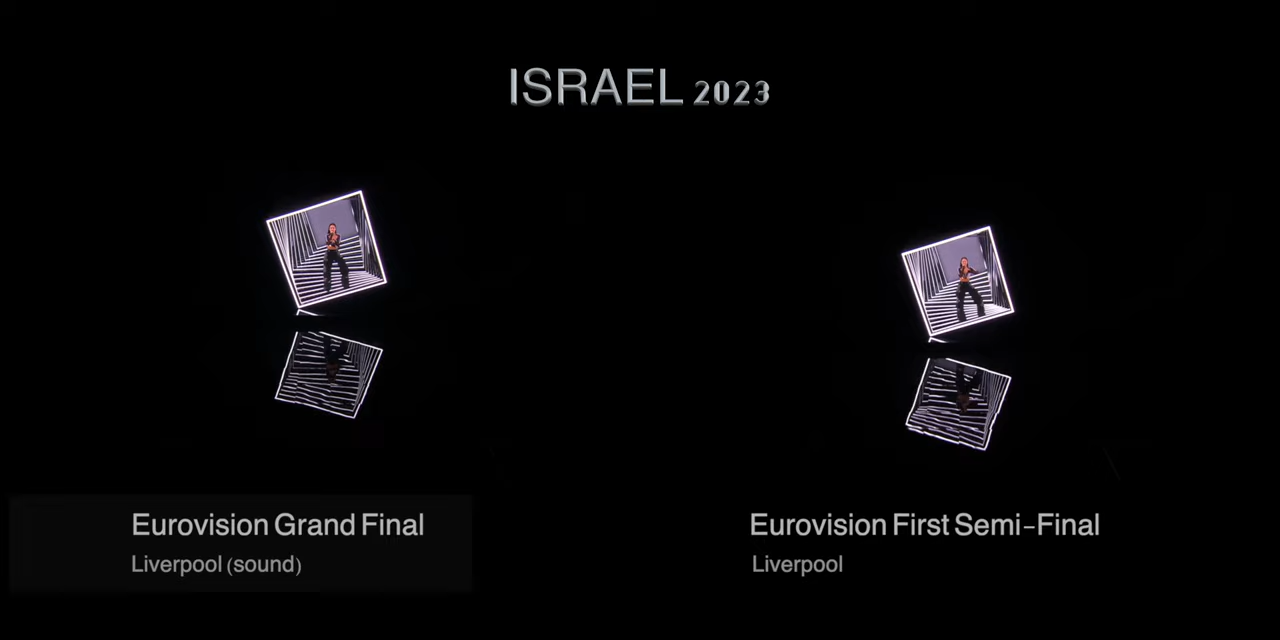 ISRAEL 2023
Eurovision Grand Final
Liverpool (sound)
Eurovision First Semi-Final
Liverpool